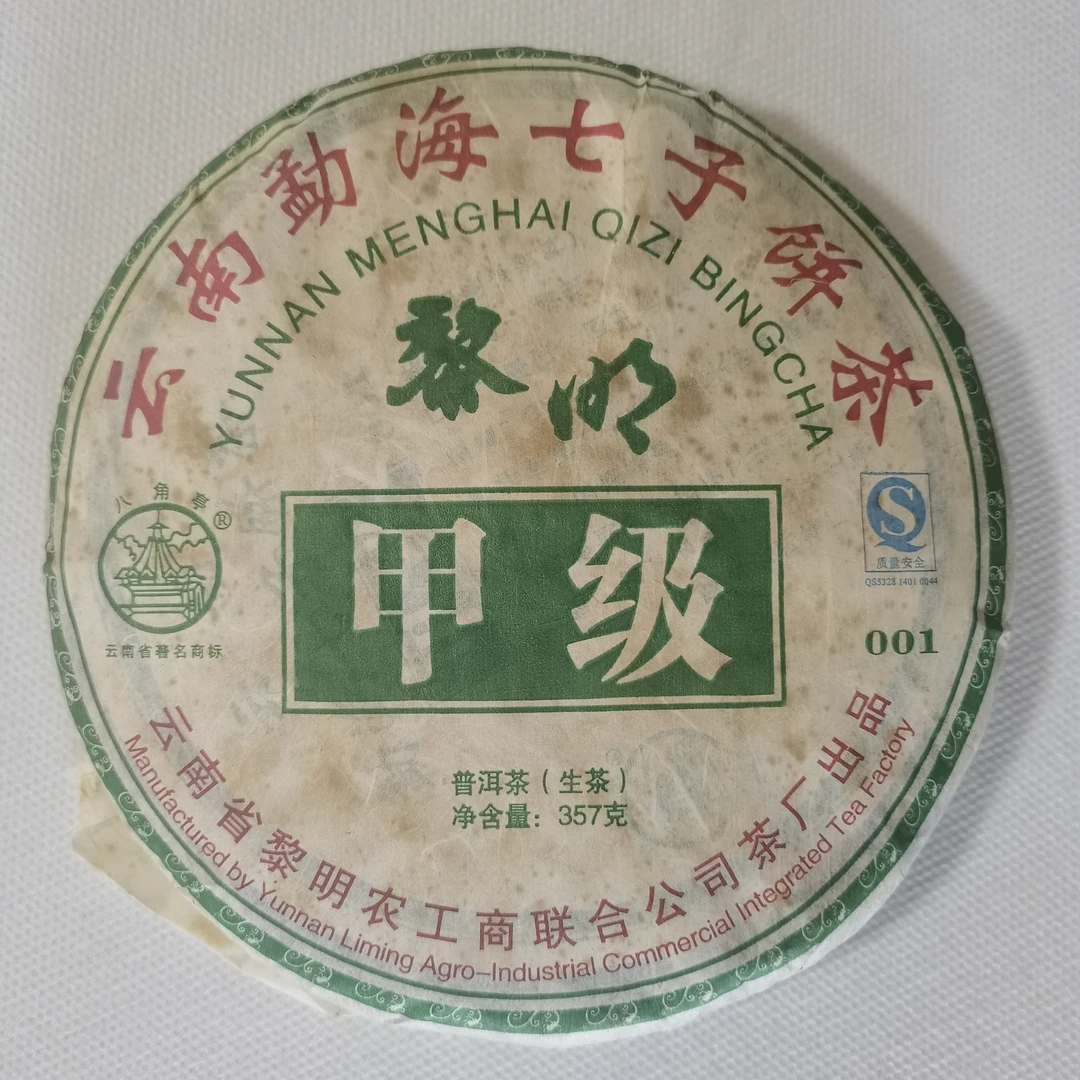 云南勐海七子饼茶
YUNNAN MENGHAI QIZI BINGCHA
黎明
八角亭
®
云南省著名商标
甲级
质量安全
QS5328 1401 0044
001
普洱茶（生茶）
净含量：357克
云南省黎明农工商联合公司茶厂出品
Manufactured by Yunnan Liming Agro-Industrial Commercial Integrated Tea Factory